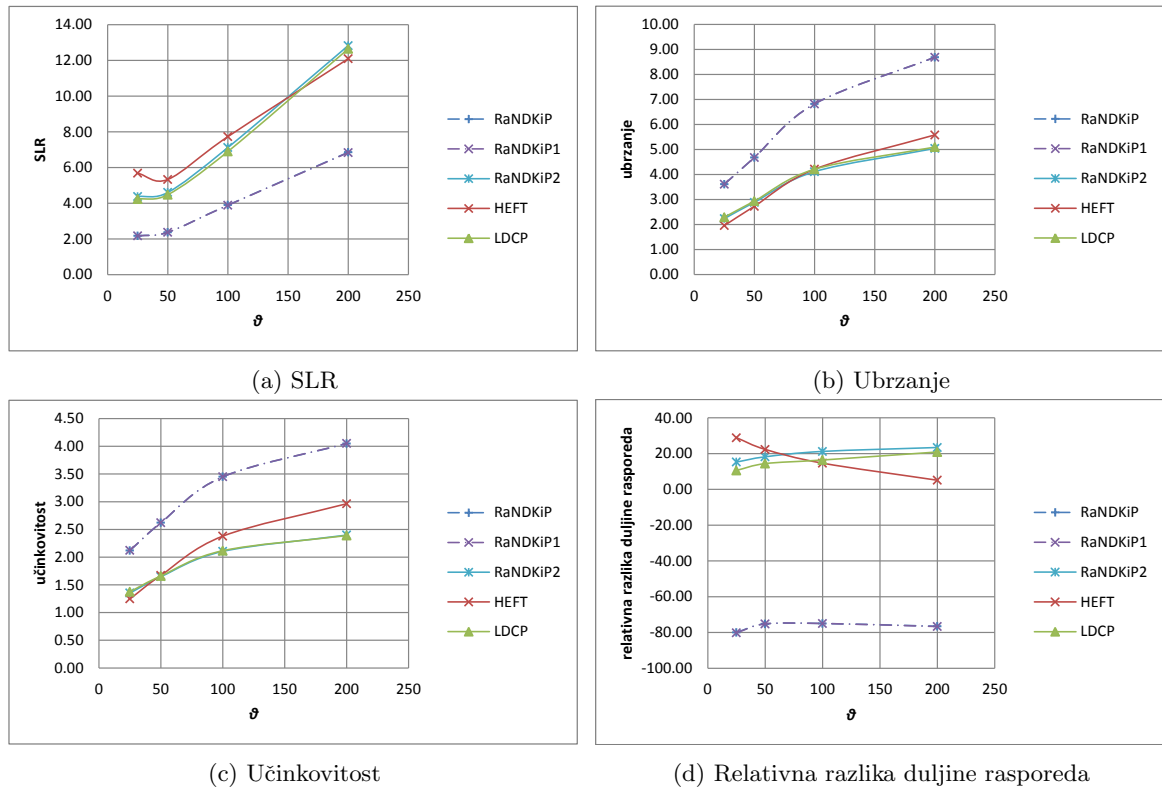 14.00
12.00
10.00
8.00
6.00
4.00
2.00
0.00
SLR
0 50 100 150 200 250
ϑ
RaNDKiP
RaNDKiP1
RaNDKiP2
HEFT
LDCP
(a) SLR
10.00
9.00
8.00
7.00
6.00
5.00
4.00
3.00
2.00
1.00
0.00
ubrzanje
0 50 100 150 200 250
ϑ
RaNDKiP
RaNDKiP1
RaNDKiP2
HEFT
LDCP
(b) Ubrzanje
4.50
4.00
3.50
3.00
2.50
2.00
1.50
1.00
0.50
0.00
učinkovitost
0 50 100 150 200 250
ϑ
RaNDKiP
RaNDKiP1
RaNDKiP2
HEFT
LDCP
(c) Učinkovitost
40.00
20.00
0.00
-20.00
-40.00
-60.00
-80.00
-100.00
relativna razlika duljine rasporeda
0 50 100 150 200 250
ϑ
RaNDKiP
RaNDKiP1
RaNDKiP2
HEFT
LDCP
(d) Relativna razlika duljine rasporeda